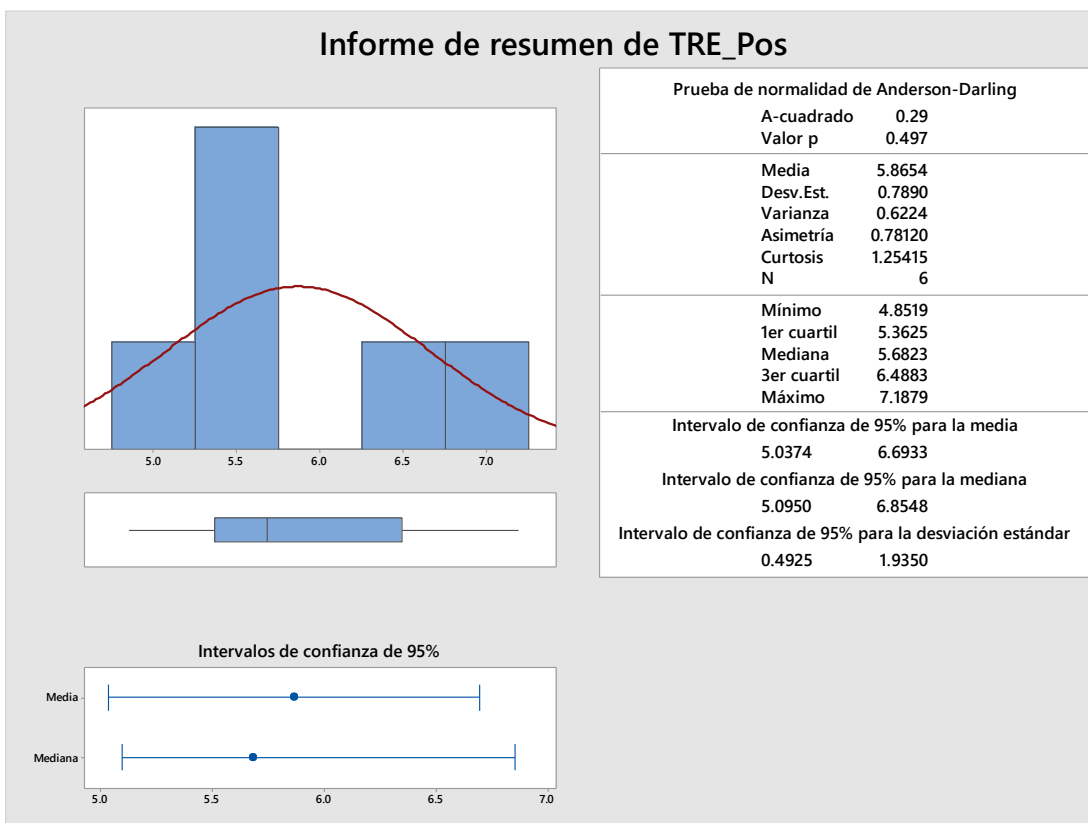 Informe de resumen de TRE_Pos
5.0 5.5 6.0 6.5 7.0
Intervalos de confianza de 95%
Media
Mediana
5.0 5.5 6.0 6.5 7.0
Prueba de normalidad de Anderson-Darling
A-cuadrado 0.29
Valor p 0.497
Media 5.8654
Desv.Est. 0.7890
Varianza 0.6224
Asimetría 0.78120
Curtosis 1.25415
N 6
Mínimo 4.8519
1er cuartil 5.3625
Mediana 5.6823
3er cuartil 6.4883
Máximo 7.1879
Intervalo de confianza de 95% para la media
5.0374 6.6933
Intervalo de confianza de 95% para la mediana
5.0950 6.8548
Intervalo de confianza de 95% para la desviación estándar
0.4925 1.9350